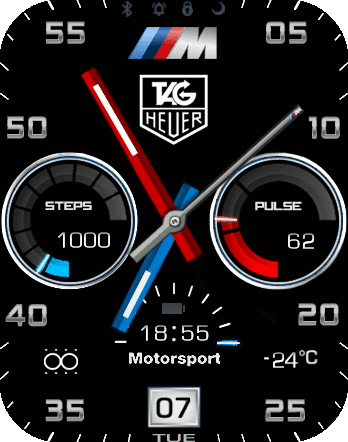 55 M 05
TAG
HEUER
50 10
STEPS PULSE
1000 62
40 18:55 20
Motorsport -24°C
35 07 25
TUE